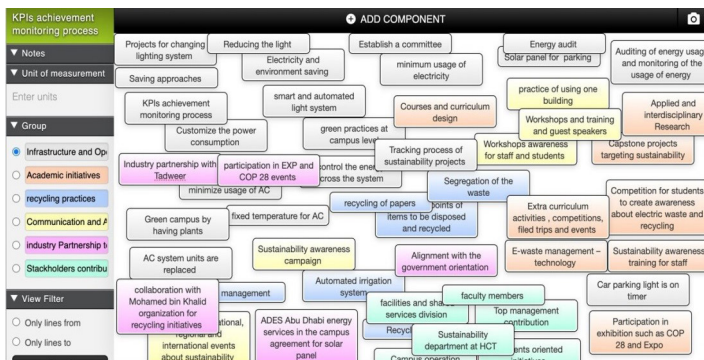 KPIs achievement
monitoring process
Notes
Unit of measurement
Enter units
Group
Infrastructure and Ope
Academic initiatives
recycling practices
Communication and A
industry Partnership t
Stackholders contribu
View Filter
Only lines from
Only lines to
ADD COMPONENT
Projects for changing
lighting system
Reducing the light
Establish a committee
Energy audit
Solar panel for parking
Auditing of energy usag
and monitoring of the
usage of energy
Electricity and
environment saving
minimum usage of
electricity
Saving approaches
KPIs achievement
monitoring process
smart and automated
light system
Courses and curriculum
design
practice of using one
building
Applied and
interdisciplinary
Research
Workshops and training
and guest speakers
Customize the power
consumption
green practices at
campus level
Tracking process of
sustainability projects
Workshops awareness
for staff and students
Capstone projects
targeting sustainability
Industry partnership with
Tadweer
participation in EXP and
COP 28 events
control the ener
cross the system
minimize usage of AC
Segregation of the
waste
recycling of papers
points of
items to be disposed
and recycled
Extra curriculum
activities , competitions,
filed trips and events
Competition for students
to create awareness
about electric waste and
recycling
Green campus by
having plants
fixed temperature for AC
AC system units are
replaced
Sustainability awareness
campaign
Alignment with the
government orientation
E-waste management –
technology
Sustainability awareness
training for staff
Automated irrigation
system
Car parking light is on
timer
collaboration with
Mohamed bin Khalid
organization for
recycling initiatives
management
facilities and sha
services division
faculty members
Top management
contribution
ational,
regional and
international events
about sustainability
ADES Abu Dhabi energy
services in the campus
agreement for solar
panel
Recycl
Sustainability
department at HCT
Participation in
exhibition such as COP
28 and Expo
ents oriented
initiatives
Campus operation